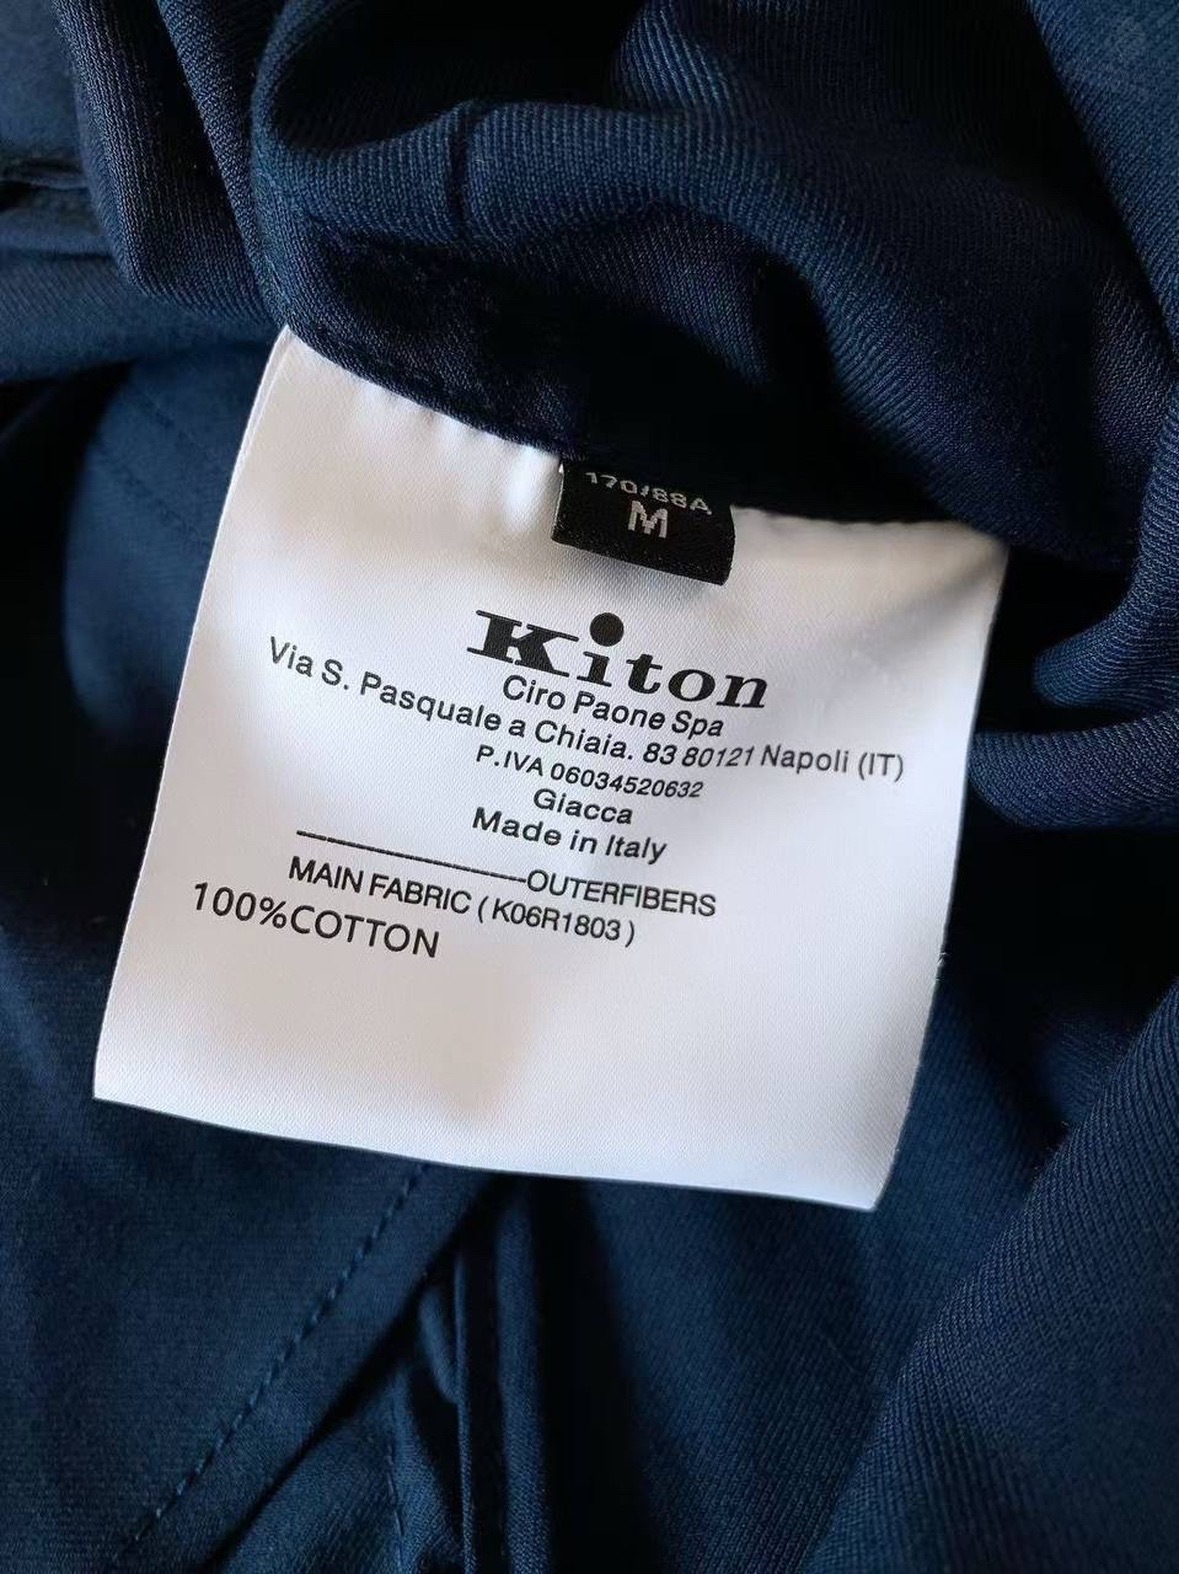 170/88A
M
Kiton
Ciro Paone Spa
Via S. Pasquale a Chiaia. 83 80121 Napoli (IT)
P.IVA 06034520632
Giacca
Made in Italy
OUTERFIBERS
MAIN FABRIC ( K06R1803 )
100%COTTON